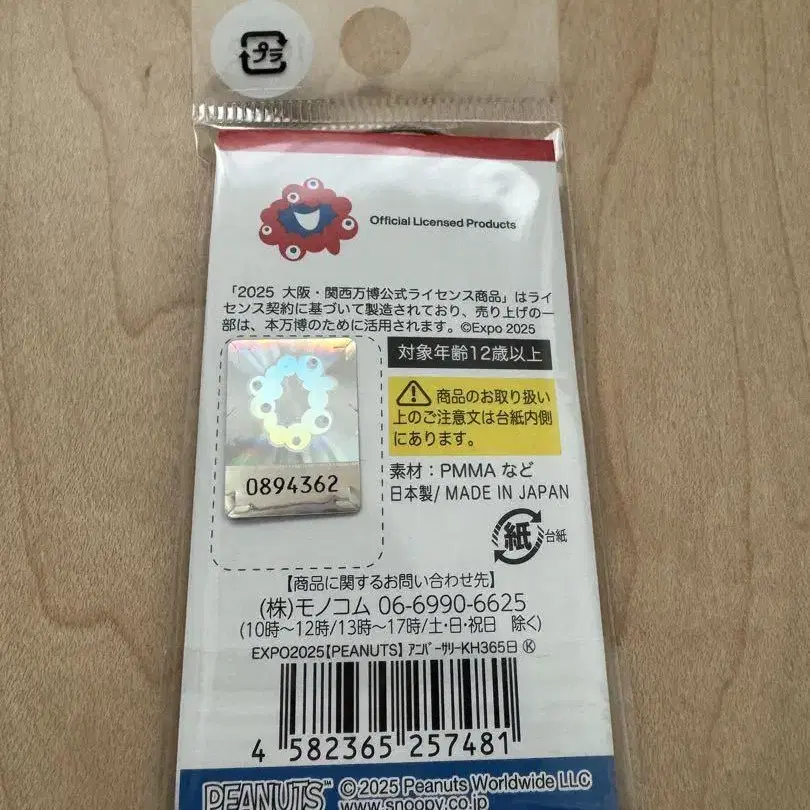 プラ
Official Licensed Products
「2025 大阪・関西万博公式ライセンス商品」はライ
センス契約に基づいて製造されており、売り上げの一
部は、本万博のために活用されます。©Expo 2025
対象年齢12歳以上
商品のお取り扱い
上のご注意文は台紙内側
にあります。
0894362
素材：PMMA など
日本製/ MADE IN JAPAN
紙 台紙
【商品に関するお問い合わせ先】
(株)モノコム 06-6990-6625
(10時〜12時/13時〜17時/土・日・祝日 除く)
EXPO2025【PEANUTS】ｱﾆﾊﾞｰｻﾘｰKH365日 Ⓚ
4 582365 257481
PEANUTS™ ©2025 Peanuts Worldwide LLC
www.snoopy.co.jp